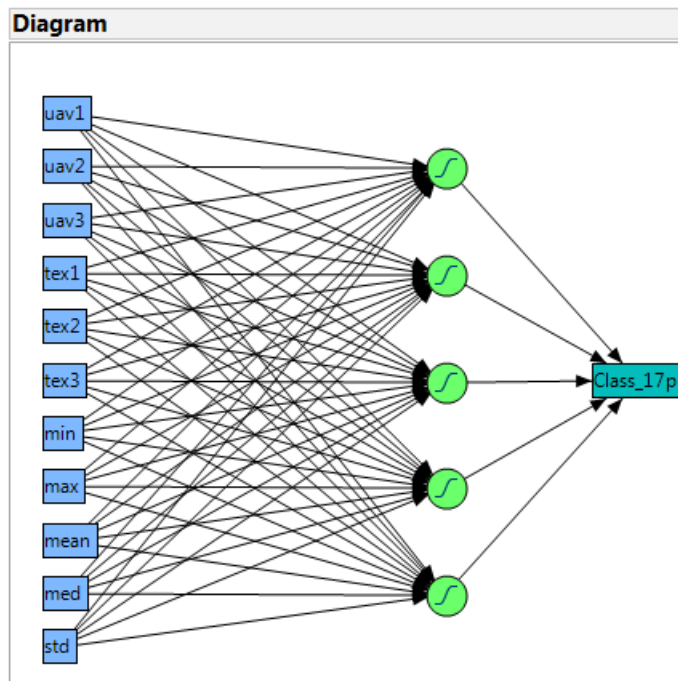 Diagram
uav1
uav2
uav3
tex1
tex2
tex3
min
max
mean
med
std
Class_17p